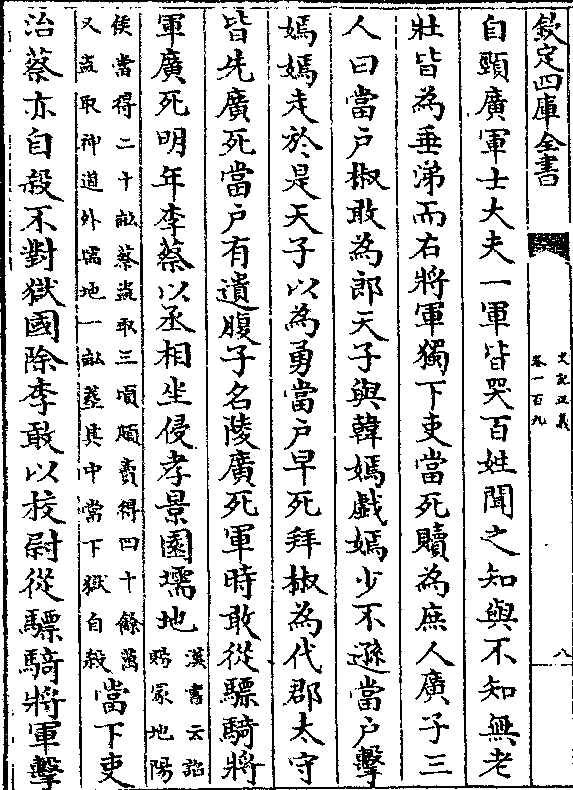 欽定四庫全書
史記正義
卷一百九
八
自頸廣軍士大夫一軍皆哭百姓聞之知與不知無老
壯皆為垂涕而右將軍獨下吏當死贖為庶人廣子三
人曰當户椒敢為郎天子與韓嫣戲嫣少不遜當户擊
嫣嫣走於是天子以為勇當户早死拜椒為代郡太守
皆先廣死當户有遺腹子名陵廣死軍時敢從驃騎將
軍廣死明年李蔡以丞相坐侵孝景園壖地漢書云詔賜冡地陽
侯當得二十畝蔡盗取三頃頗賣得四十餘萬又盗取神道外壖地一畝塟其中當下獄自殺當下吏
治蔡亦自殺不對獄國除李敢以校尉從驃騎將軍擊